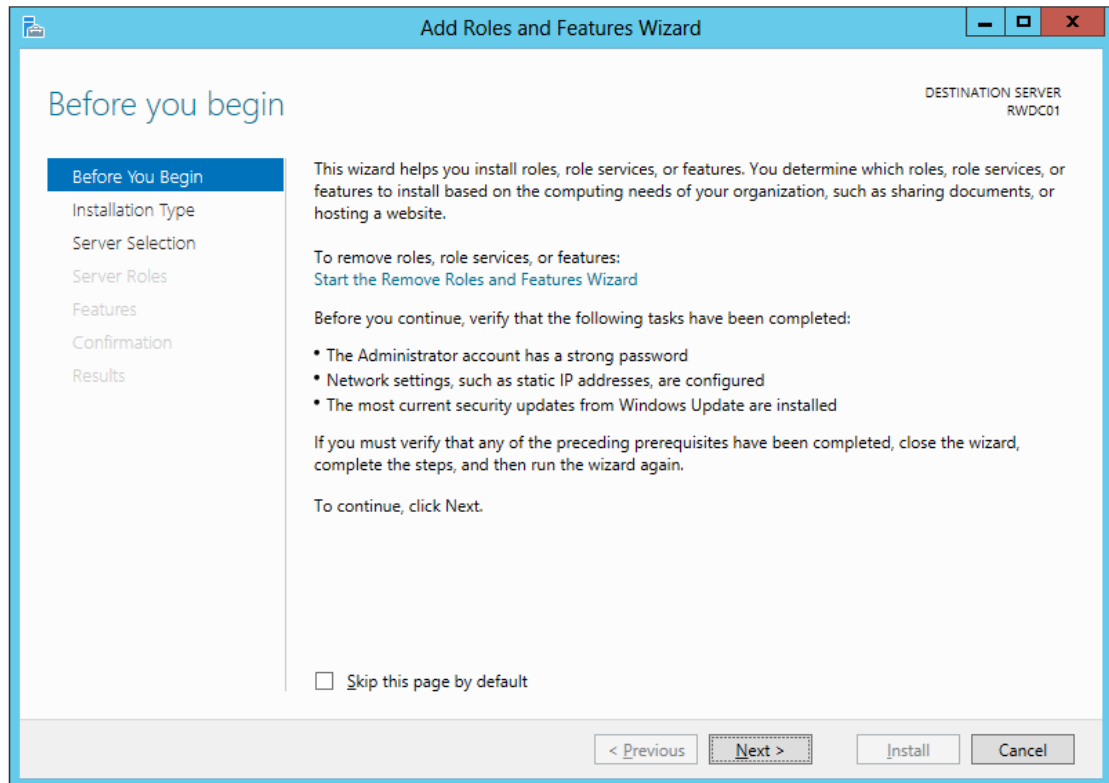 Add Roles and Features Wizard
Before you begin
DESTINATION SERVER
RWDC01
Before You Begin
Installation Type
Server Selection
Server Roles
Features
Confirmation
Results
This wizard helps you install roles, role services, or features. You determine which roles, role services, or
features to install based on the computing needs of your organization, such as sharing documents, or
hosting a website.
To remove roles, role services, or features:
Start the Remove Roles and Features Wizard
Before you continue, verify that the following tasks have been completed:
• The Administrator account has a strong password
• Network settings, such as static IP addresses, are configured
• The most current security updates from Windows Update are installed
If you must verify that any of the preceding prerequisites have been completed, close the wizard,
complete the steps, and then run the wizard again.
To continue, click Next.
Skip this page by default
< Previous
Next >
Install
Cancel